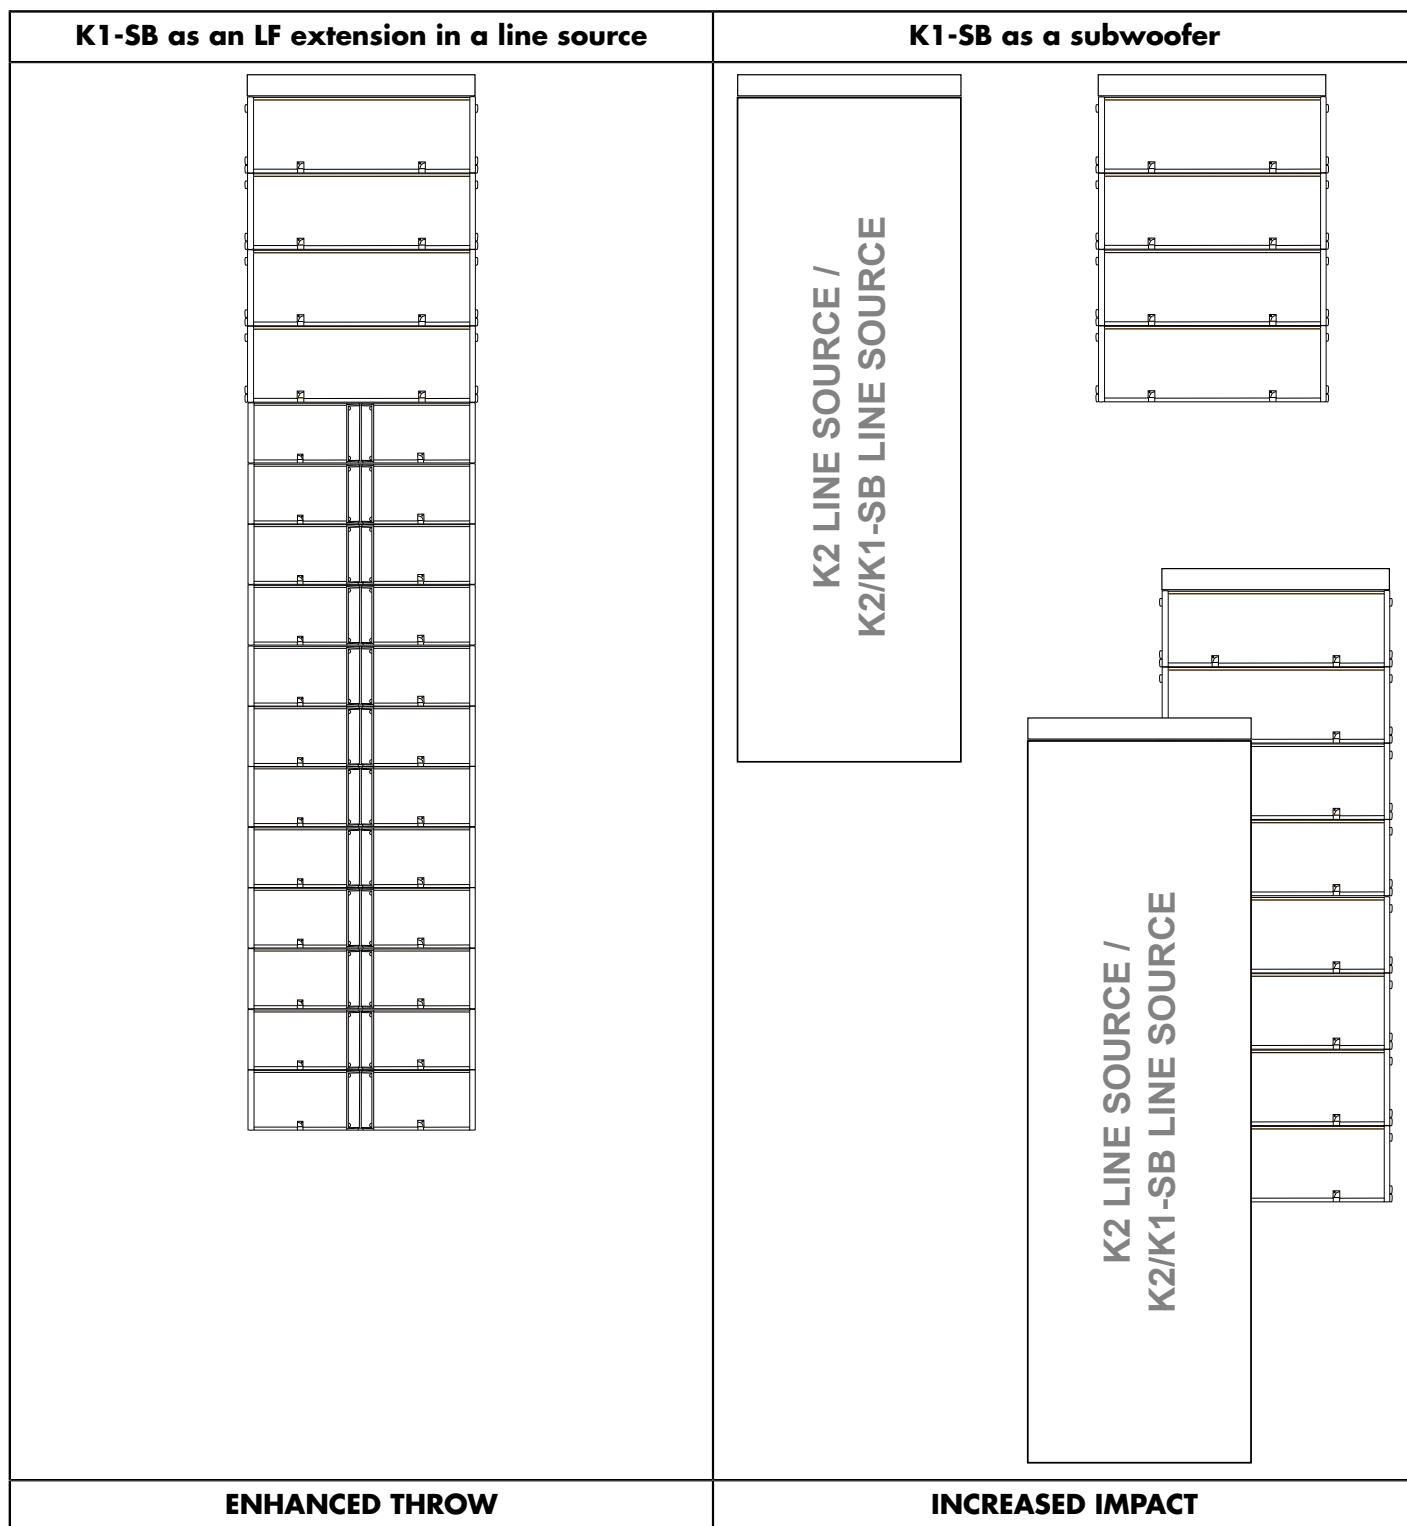 K1-SB as an LF extension in a line source
K1-SB as a subwoofer
K2 LINE SOURCE /
K2/K1-SB LINE SOURCE
K2 LINE SOURCE /
K2/K1-SB LINE SOURCE
ENHANCED THROW
INCREASED IMPACT